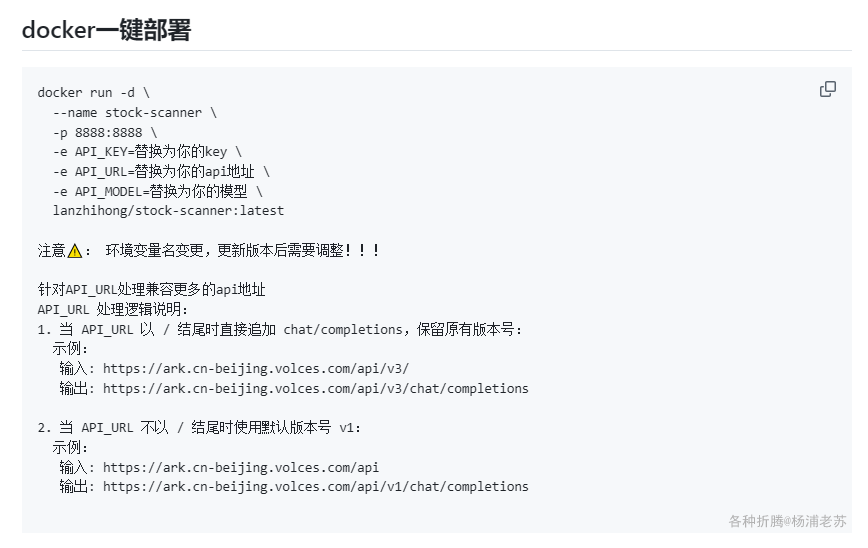 docker一键部署
docker run -d \
--name stock-scanner \
-p 8888:8888 \
-e API_KEY=替换为你的key \
-e API_URL=替换为你的api地址 \
-e API_MODEL=替换为你的模型 \
lanzhihong/stock-scanner:latest
注意⚠️： 环境变量名变更，更新版本后需要调整！！！
针对API_URL处理兼容更多的api地址
API_URL 处理逻辑说明：
1. 当 API_URL 以 / 结尾时直接追加 chat/completions，保留原有版本号：
示例：
输入: https://ark.cn-beijing.volces.com/api/v3/
输出: https://ark.cn-beijing.volces.com/api/v3/chat/completions
2. 当 API_URL 不以 / 结尾时使用默认版本号 v1：
示例：
输入: https://ark.cn-beijing.volces.com/api
输出: https://ark.cn-beijing.volces.com/api/v1/chat/completions
各种折腾@杨浦老苏